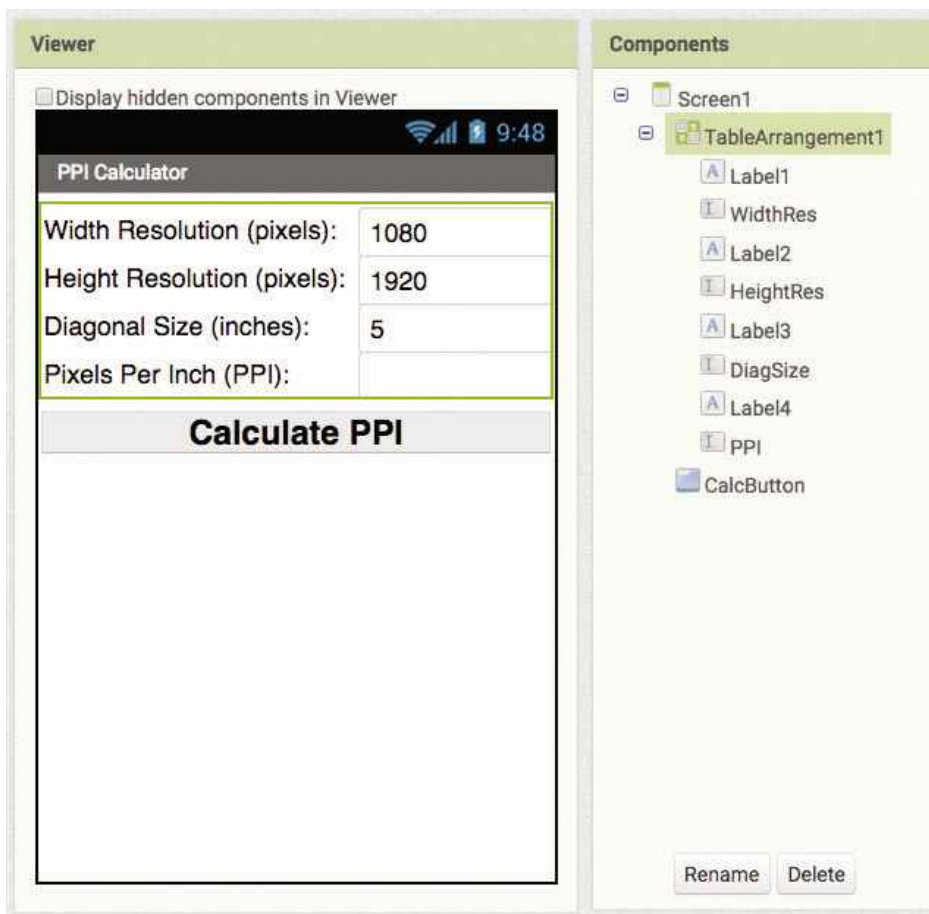 Viewer
Display hidden components in Viewer
9:48
PPI Calculator
Width Resolution (pixels): 1080
Height Resolution (pixels): 1920
Diagonal Size (inches): 5
Pixels Per Inch (PPI):
Calculate PPI
Components
Screen1
TableArrangement1
A Label1
I WidthRes
A Label2
I HeightRes
A Label3
I DiagSize
A Label4
I PPI
CalcButton
Rename Delete